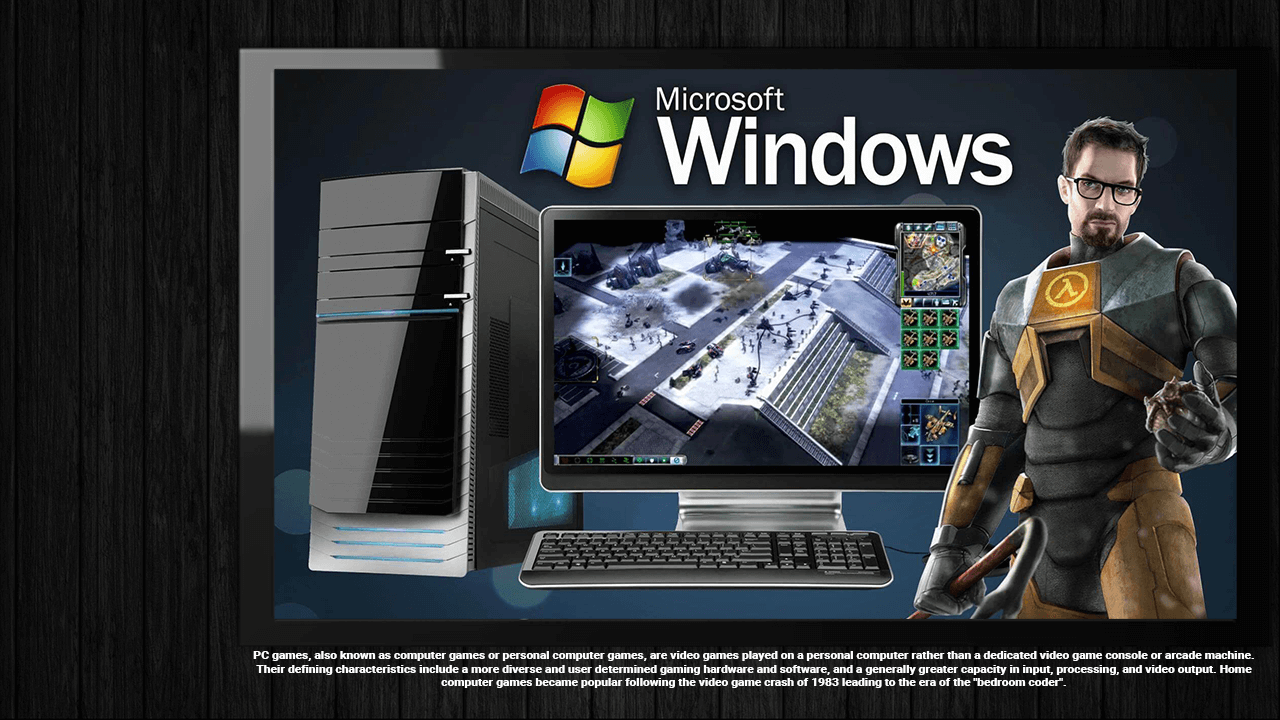 Microsoft
Windows
PC games, also known as computer games or personal computer games, are video games played on a personal computer rather than a dedicated video game console or arcade machine.
Their defining characteristics include a more diverse and user determined gaming hardware and software, and a generally greater capacity in input, processing, and video output. Home
computer games became popular following the video game crash of 1983 leading to the era of the "bedroom coder".